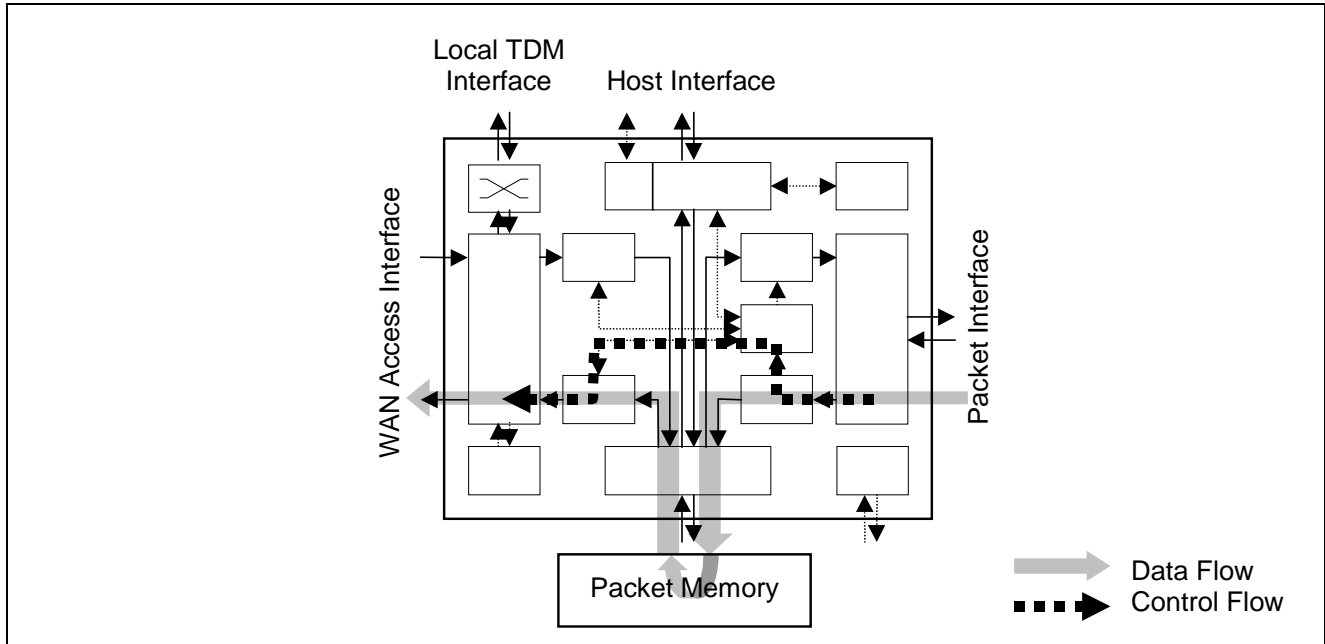 Local TDM
Interface
Host Interface
WAN Access Interface
Packet Interface
Packet Memory
Data Flow
Control Flow